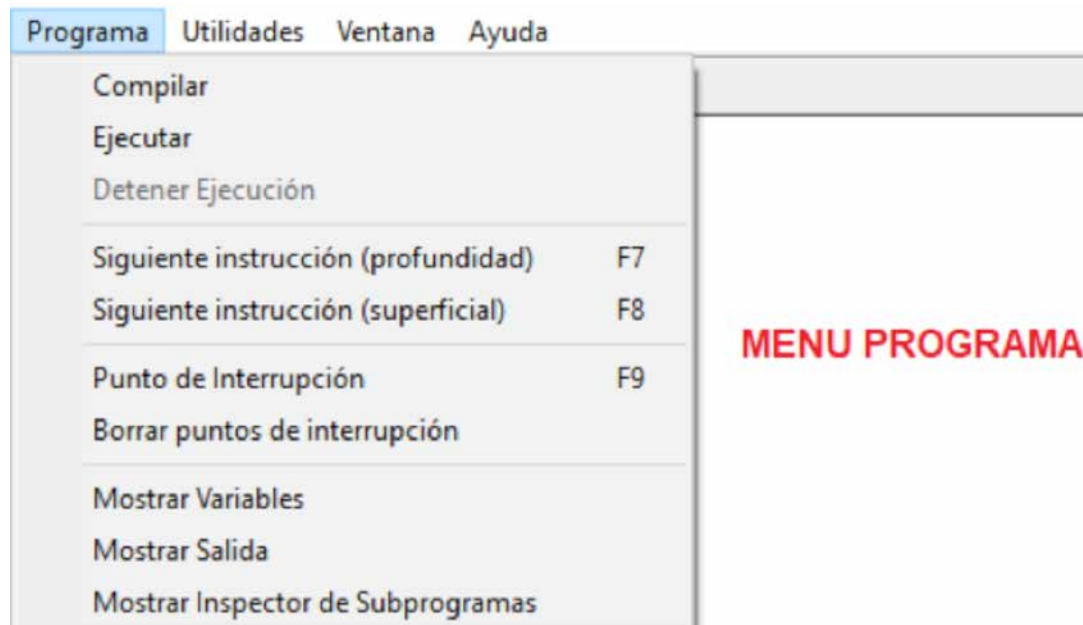 Programa Utilidades Ventana Ayuda
Compilar
Ejecutar
Detener Ejecución
Siguiente instrucción (profundidad) F7
Siguiente instrucción (superficial) F8
MENU PROGRAMA
Punto de Interrupción F9
Borrar puntos de interrupción
Mostrar Variables
Mostrar Salida
Mostrar Inspector de Subprogramas